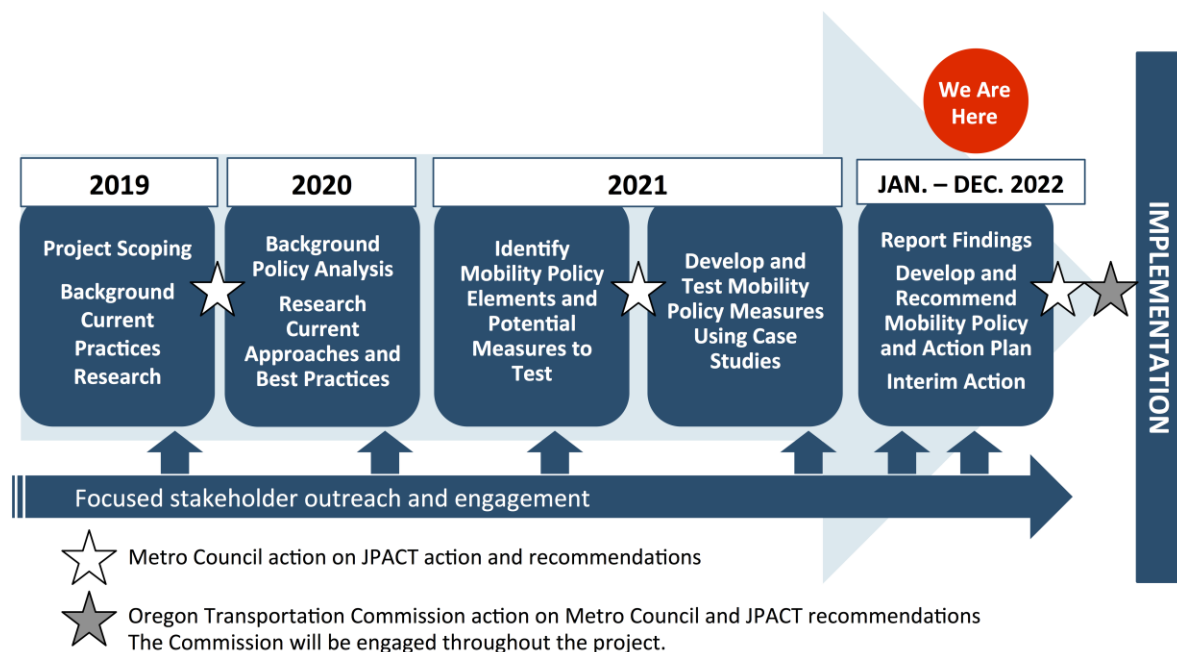 We Are
Here
2019
2020
2021
JAN. – DEC. 2022
Project Scoping
Background
Current
Practices
Research
Background
Policy Analysis
Research
Current
Approaches and
Best Practices
Identify
Mobility Policy
Elements and
Potential
Measures to
Test
Develop and
Test Mobility
Policy Measures
Using Case
Studies
Report Findings
Develop and
Recommend
Mobility Policy
and Action Plan
Interim Action
IMPLEMENTATION
Focused stakeholder outreach and engagement
Metro Council action on JPACT action and recommendations
Oregon Transportation Commission action on Metro Council and JPACT recommendations
The Commission will be engaged throughout the project.